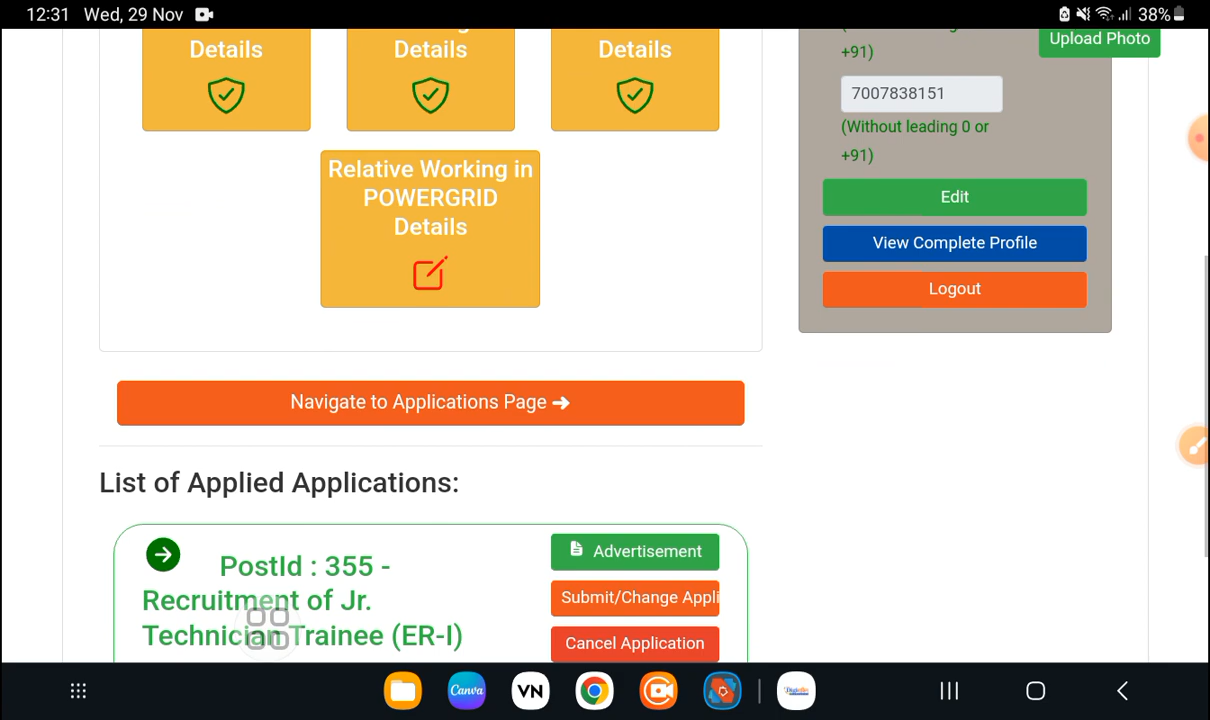 12:31 Wed, 29 Nov
38%
Details
Details
Details
Relative Working in
POWERGRID
Details
+91)
Upload Photo
7007838151
(Without leading 0 or
+91)
Edit
View Complete Profile
Logout
Navigate to Applications Page
List of Applied Applications:
PostId : 355 -
Recruitment of Jr.
Technician Trainee (ER-I)
Advertisement
Submit/Change Appli
Cancel Application
Canva
VN